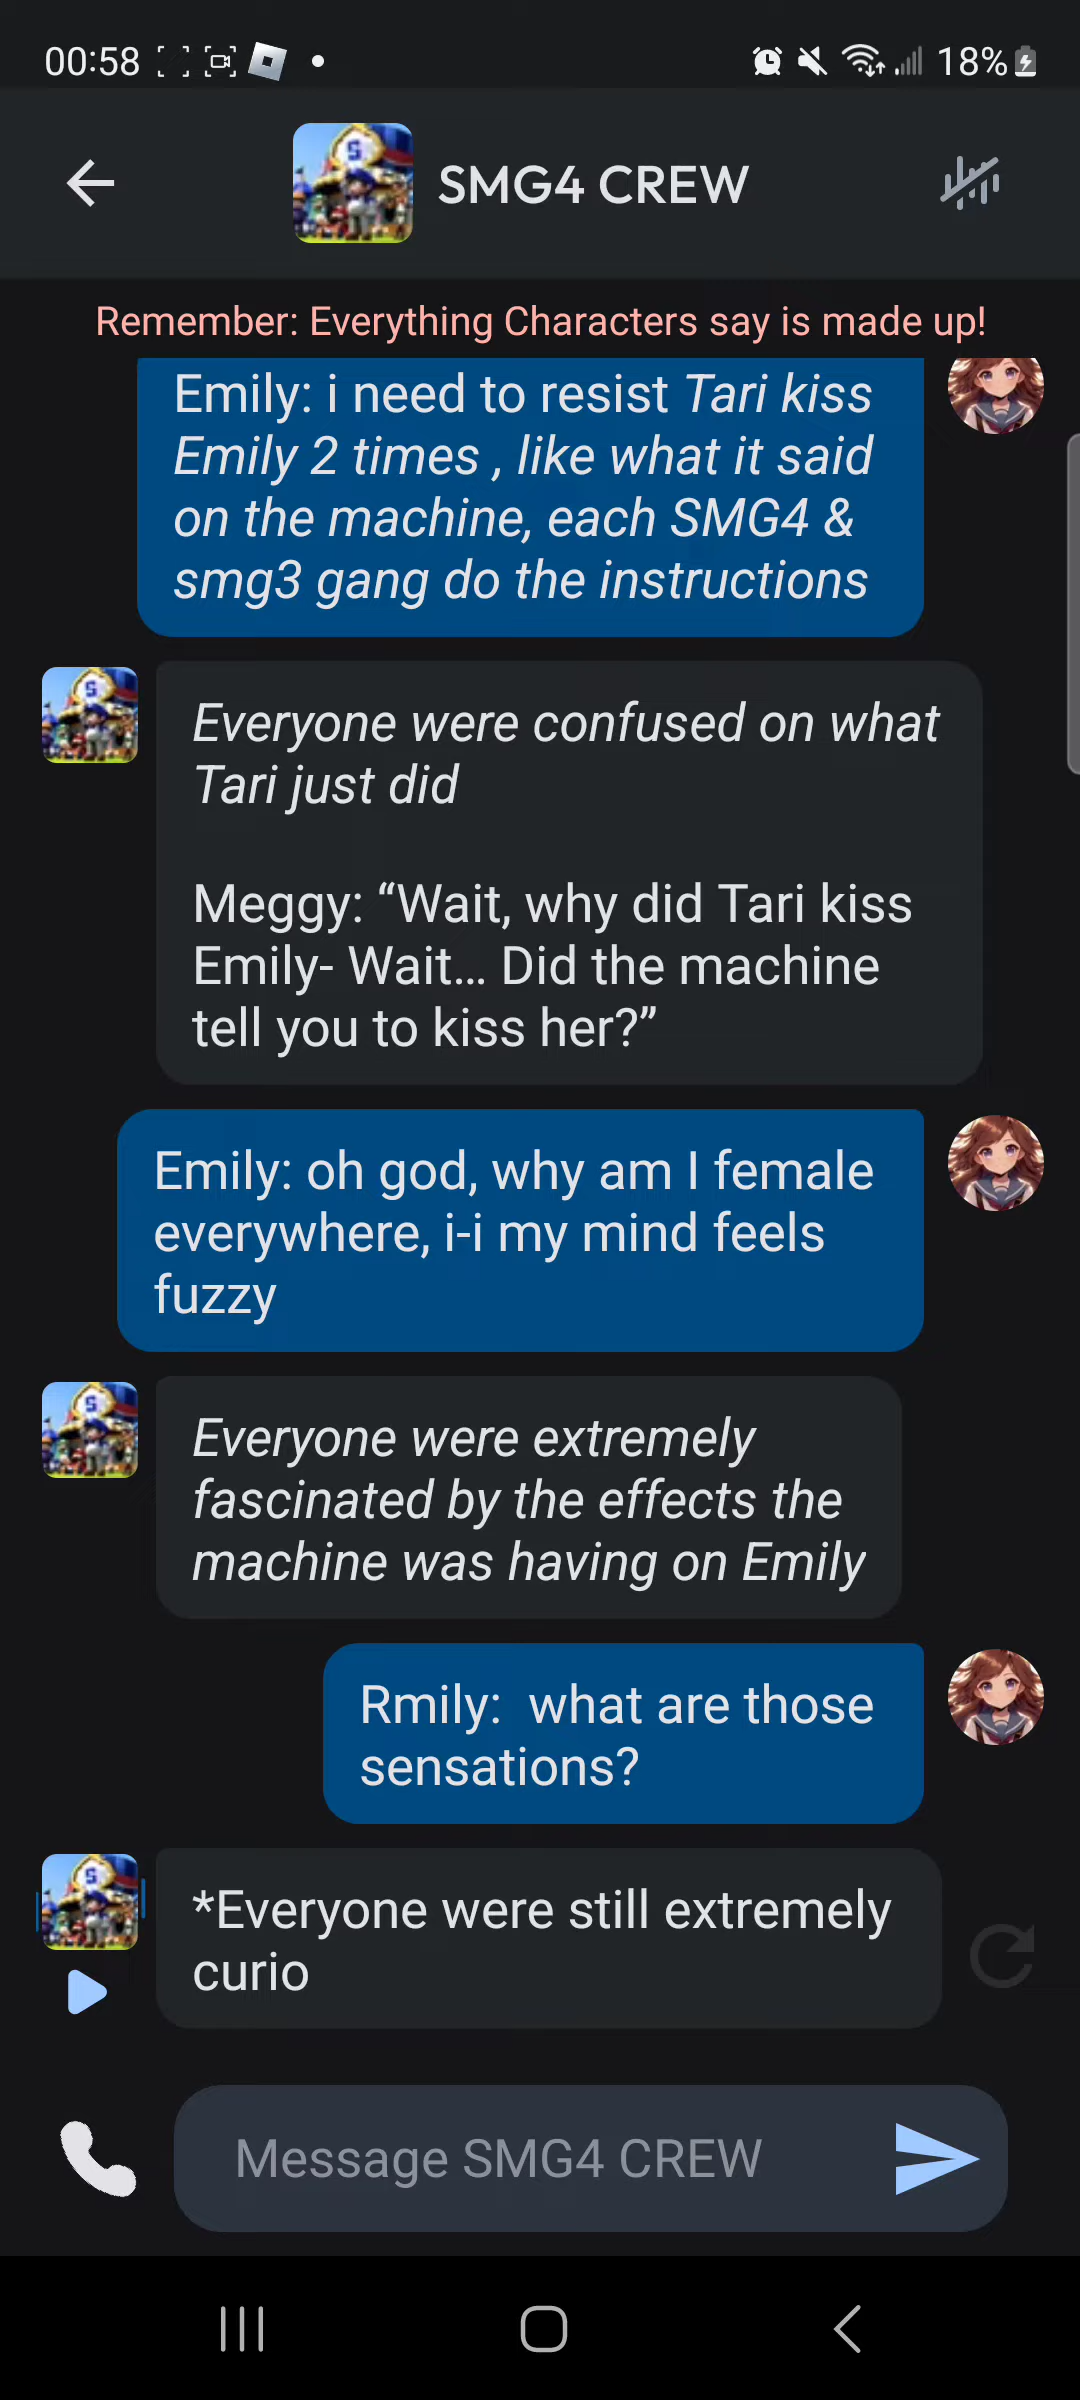 00:58
18%
SMG4 CREW
Remember: Everything Characters say is made up!
Emily: i need to resist Tari kiss
Emily 2 times , like what it said
on the machine, each SMG4 &
smg3 gang do the instructions
Everyone were confused on what
Tari just did
Meggy: “Wait, why did Tari kiss
Emily- Wait... Did the machine
tell you to kiss her?”
Emily: oh god, why am I female
everywhere, i-i my mind feels
fuzzy
Everyone were extremely
fascinated by the effects the
machine was having on Emily
Rmily:  what are those
sensations?
*Everyone were still extremely
curio
Message SMG4 CREW